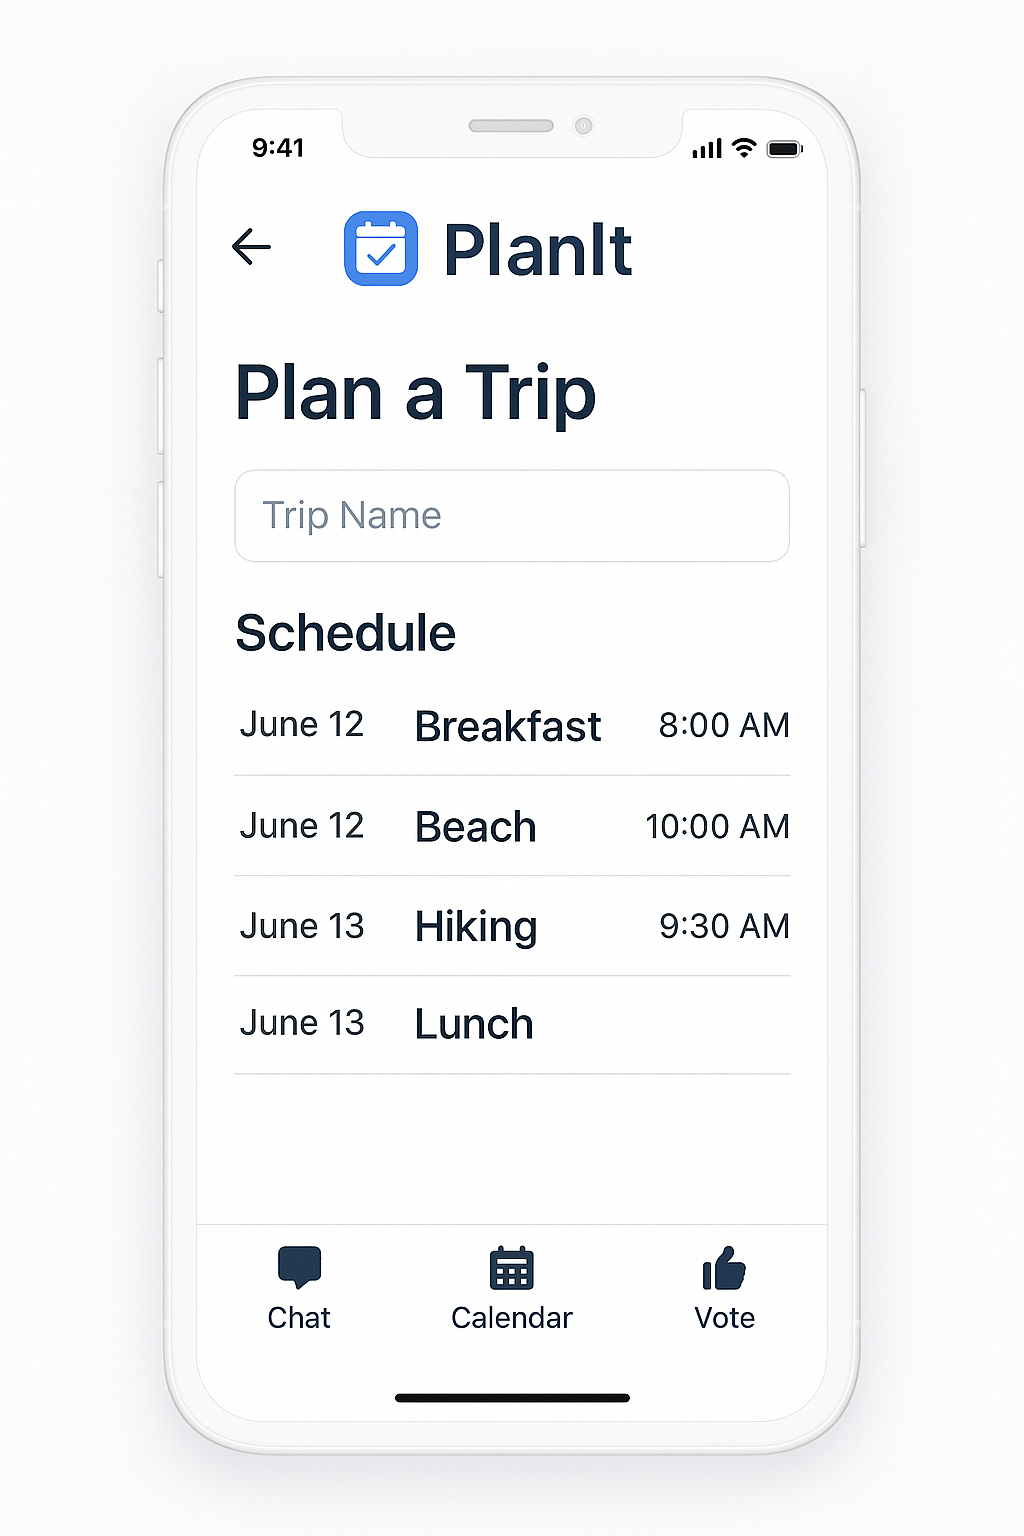 9:41
PlanIt
Plan a Trip
Trip Name
Schedule
June 12 Breakfast 8:00 AM
June 12 Beach 10:00 AM
June 13 Hiking 9:30 AM
June 13 Lunch
Chat Calendar Vote